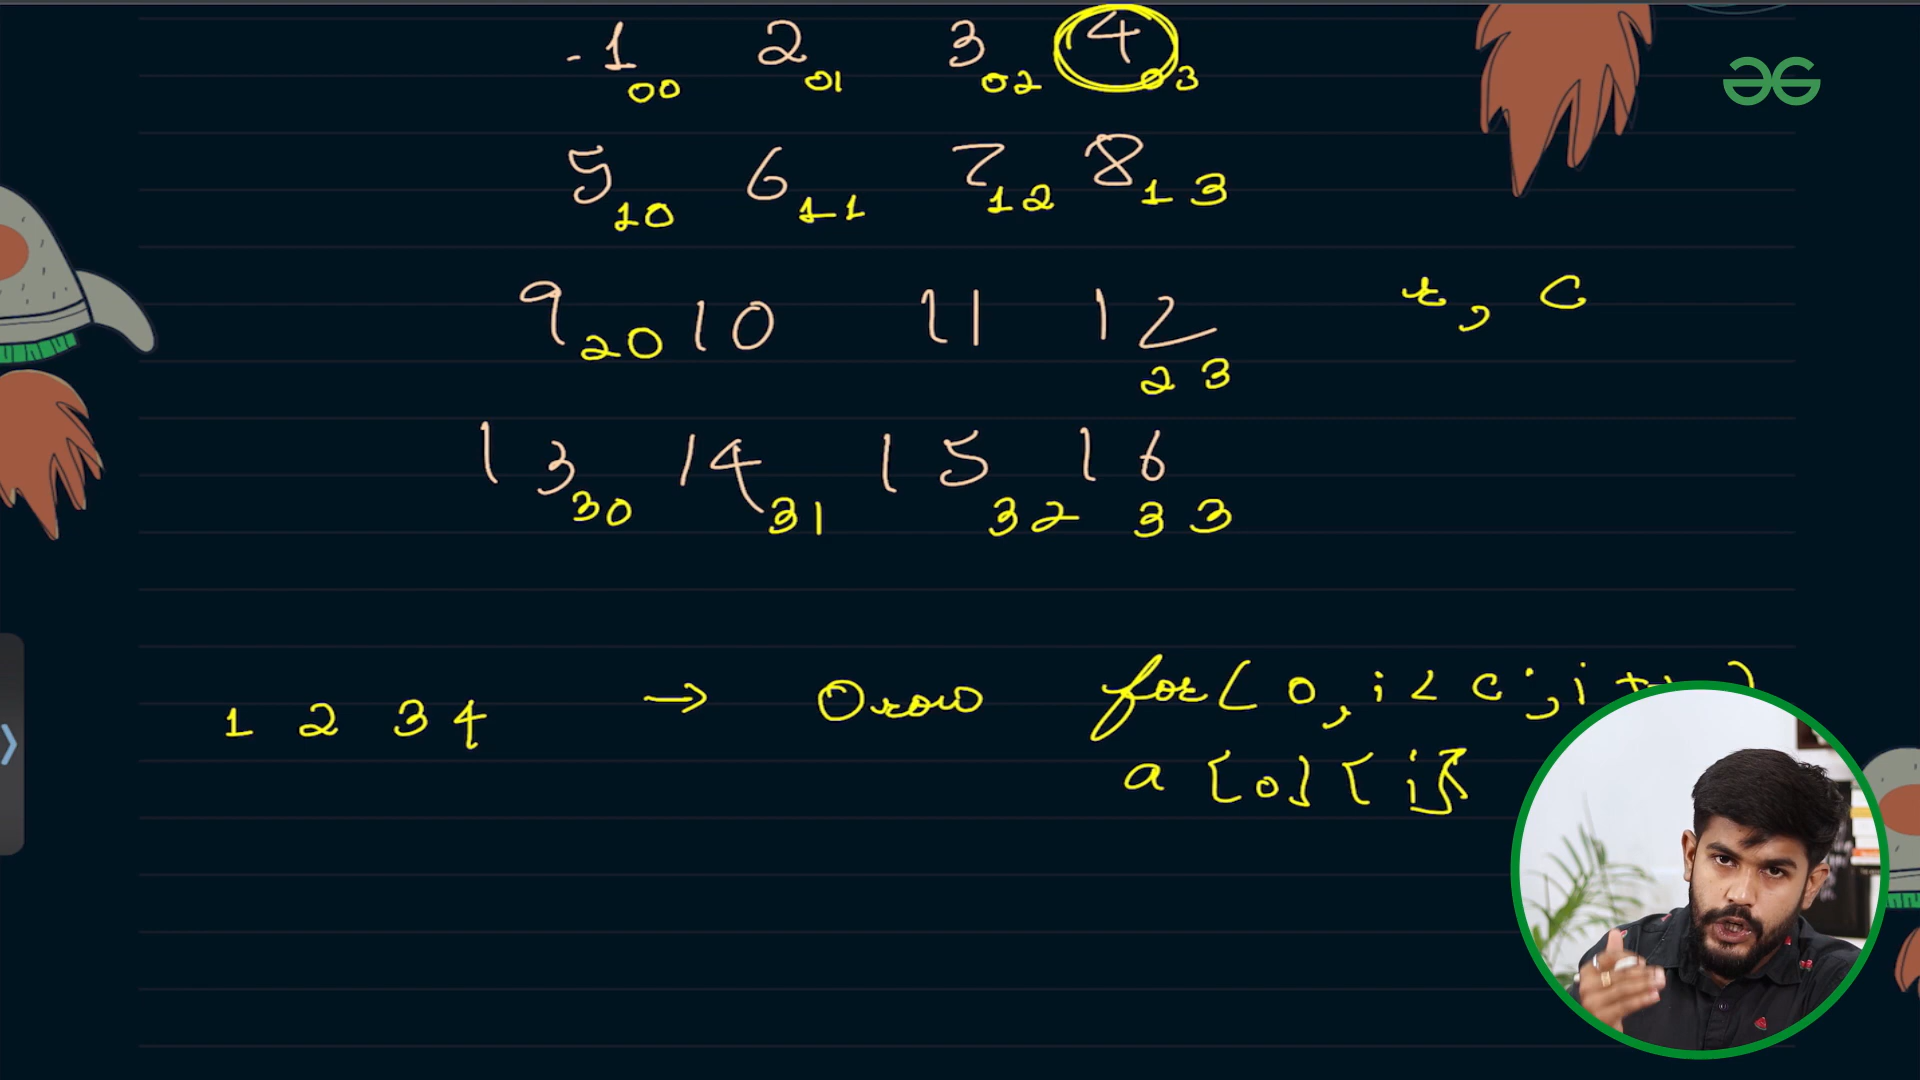 - 1 00 2 01 3 02 4 03
5 10 6 11 7 12 8 13
9 20 10 11 12 23
r, c
13 30 14 31 15 32 16 33
1 2 3 4 → 0 row for( 0, i < c ; i ++ )
a [0] [i]